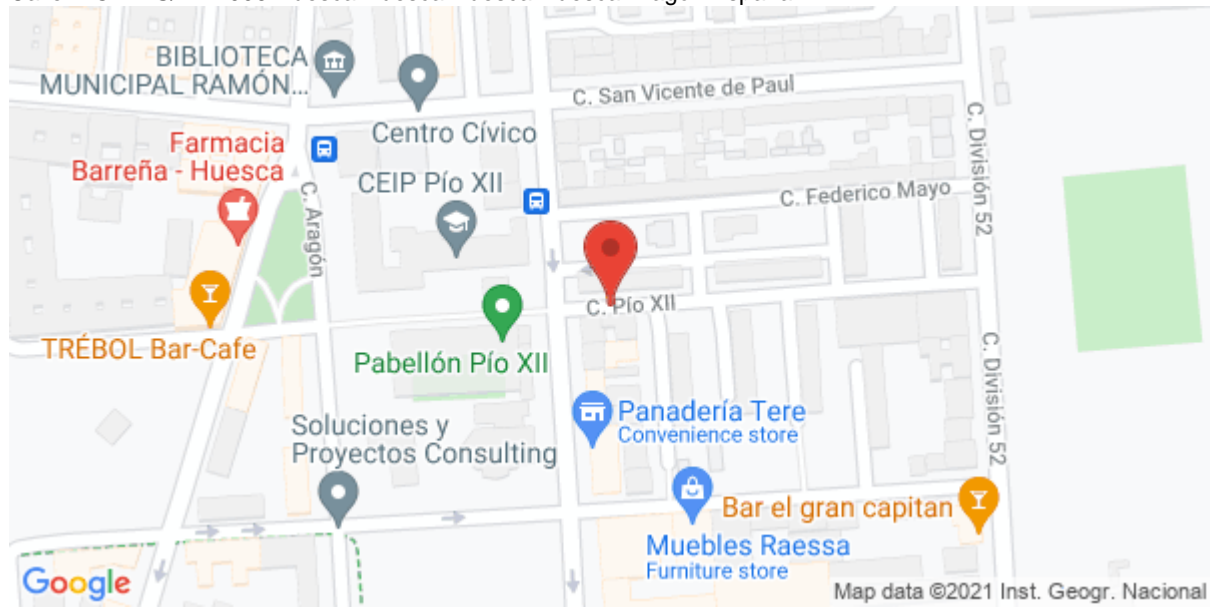 BIBLIOTECA
MUNICIPAL RAMÓN...
C. San Vicente de Paul
Centro Cívico
Farmacia
Barreña - Huesca
C. División 52
CEIP Pío XII
C. Federico Mayo
C. Aragón
C. Pío XII
TRÉBOL Bar-Cafe
Pabellón Pío XII
C. División 52
Panadería Tere
Convenience store
Soluciones y
Proyectos Consulting
Bar el gran capitan
Muebles Raessa
Furniture store
Google
Map data ©2021 Inst. Geogr. Nacional